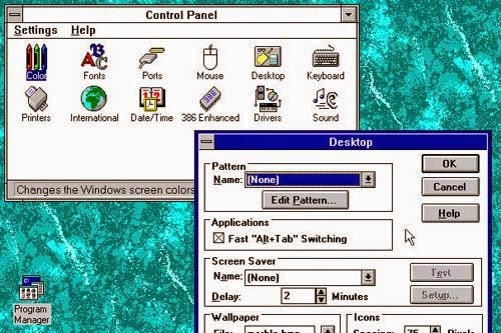 Control Panel
Settings Help
Color Fonts Ports Mouse Desktop Keyboard
Printers International Date/Time 386 Enhanced Drivers Sound
Changes the Windows screen colors
Desktop
Pattern
Name: (None)
Edit Pattern...
OK
Cancel
Help
Applications
Fast "Alt+Tab" Switching
Screen Saver
Name: (None)
Test
Delay: 2 Minutes
Setup...
Wallpaper
Icons
File: marble.bmp
Spacing: 75 Pixels
Program
Manager